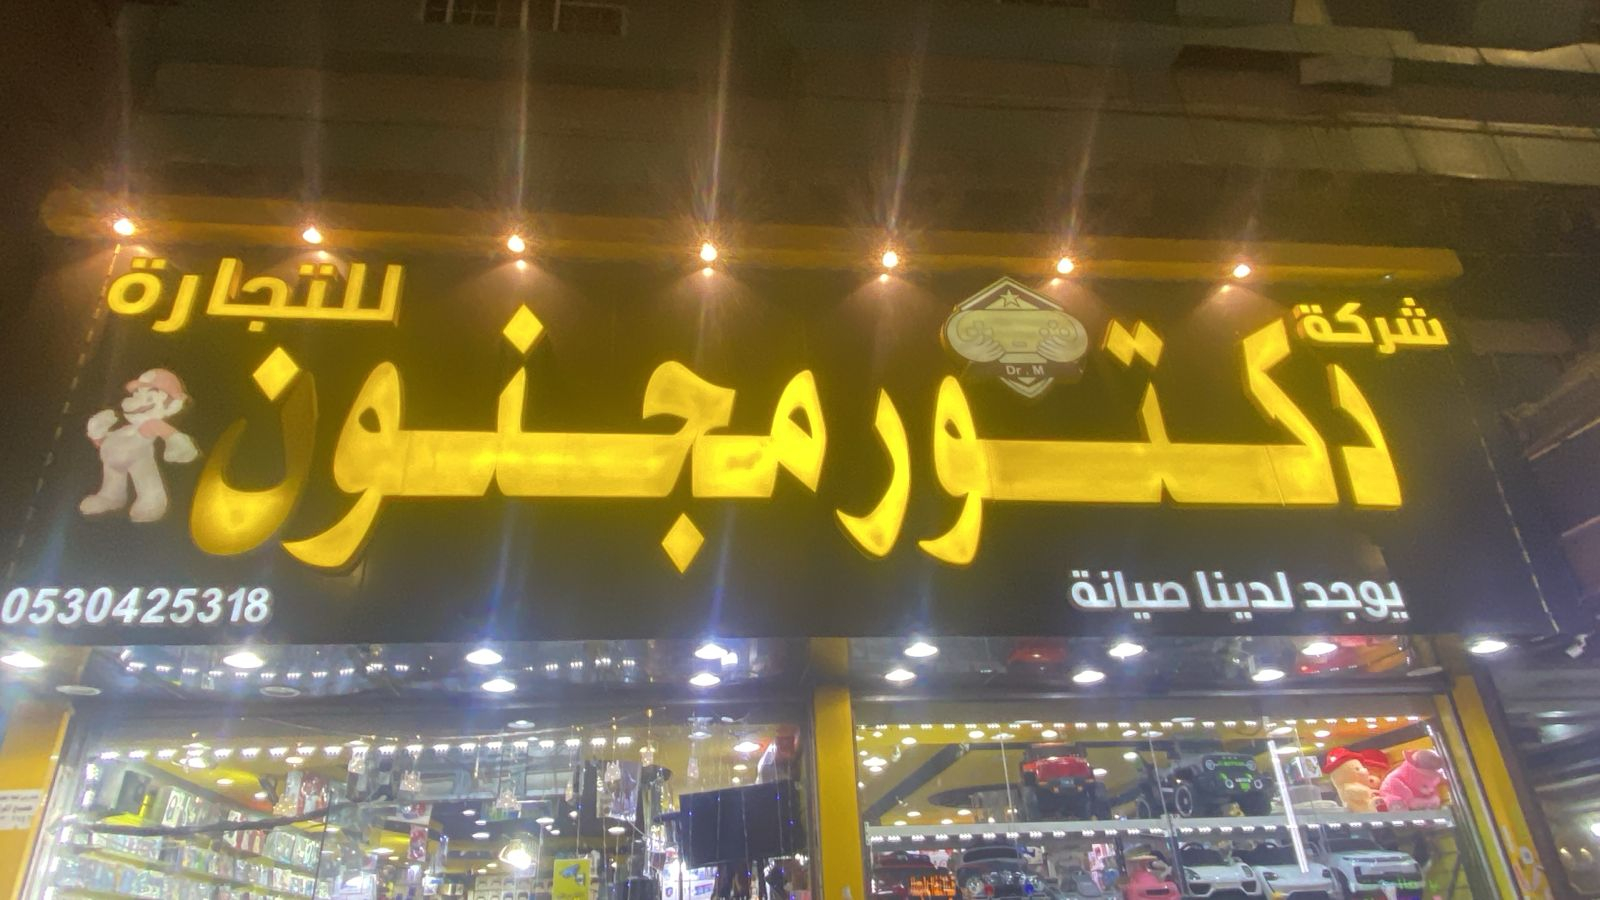 شركة
دكتور مجنون
للتجارة
Dr . M
يوجد لدينا صيانة
0530425318